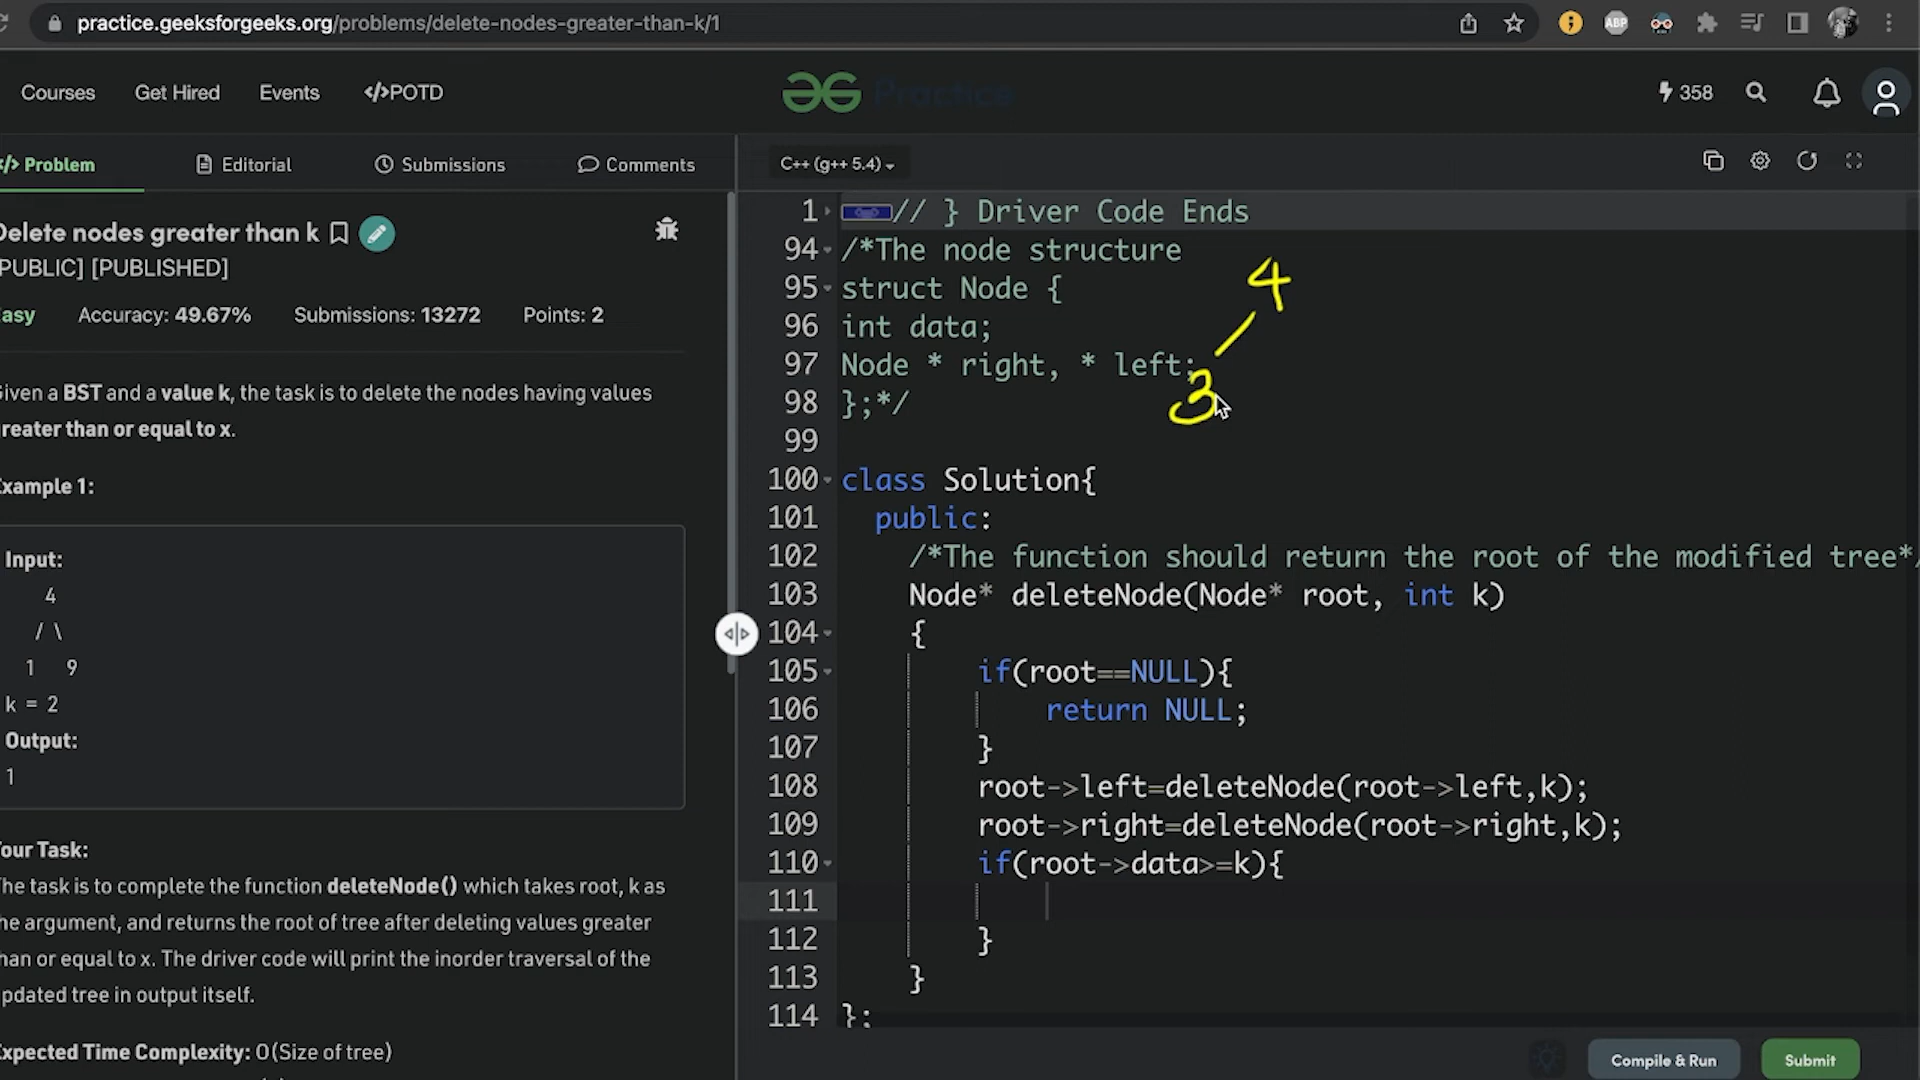 practice.geeksforgeeks.org/problems/delete-nodes-greater-than-k/1
ABP
Courses Get Hired Events </>POTD
Practice
358
</> Problem Editorial Submissions Comments
C++ (g++ 5.4)
Delete nodes greater than k
PUBLIC] [PUBLISHED]
asy Accuracy: 49.67% Submissions: 13272 Points: 2
iven a BST and a value k, the task is to delete the nodes having values
reater than or equal to x.
xample 1:
Input:
4
/ \
1 9
k = 2
Output:
1
our Task:
he task is to complete the function deleteNode() which takes root, k as
he argument, and returns the root of tree after deleting values greater
han or equal to x. The driver code will print the inorder traversal of the
pdated tree in output itself.
xpected Time Complexity: O(Size of tree)
1 // } Driver Code Ends
94 /*The node structure
95 struct Node {
96 int data;
97 Node * right, * left;
98 };*/
99
100 class Solution{
101 public:
102 /*The function should return the root of the modified tree*/
103 Node* deleteNode(Node* root, int k)
104 {
105 if(root==NULL){
106 return NULL;
107 }
108 root->left=deleteNode(root->left,k);
109 root->right=deleteNode(root->right,k);
110 if(root->data>=k){
111
112 }
113 }
114 };
4
3
Compile & Run Submit